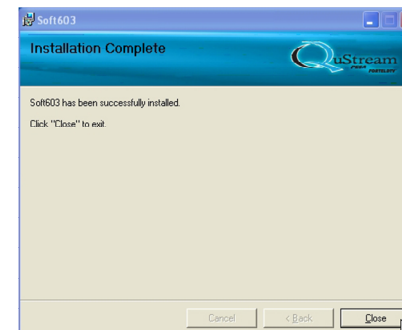 Soft603
Installation Complete
QuStream
Soft603 has been successfully installed.
Click "Close" to exit.
Cancel
< Back
Close